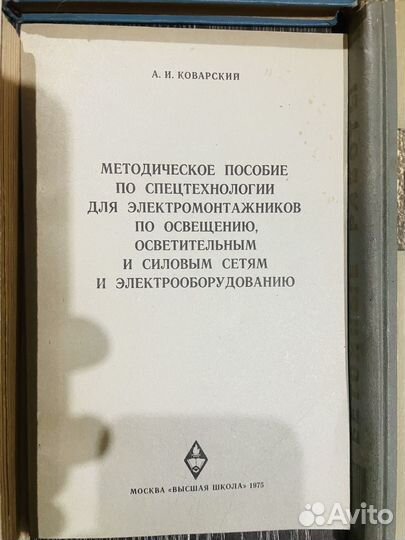 А. И. КОВАРСКИЙ
МЕТОДИЧЕСКОЕ ПОСОБИЕ
ПО СПЕЦТЕХНОЛОГИИ
ДЛЯ ЭЛЕКТРОМОНТАЖНИКОВ
ПО ОСВЕЩЕНИЮ,
ОСВЕТИТЕЛЬНЫМ
И СИЛОВЫМ СЕТЯМ
И ЭЛЕКТРООБОРУДОВАНИЮ
МОСКВА «ВЫСШАЯ ШКОЛА» 1975
Avito